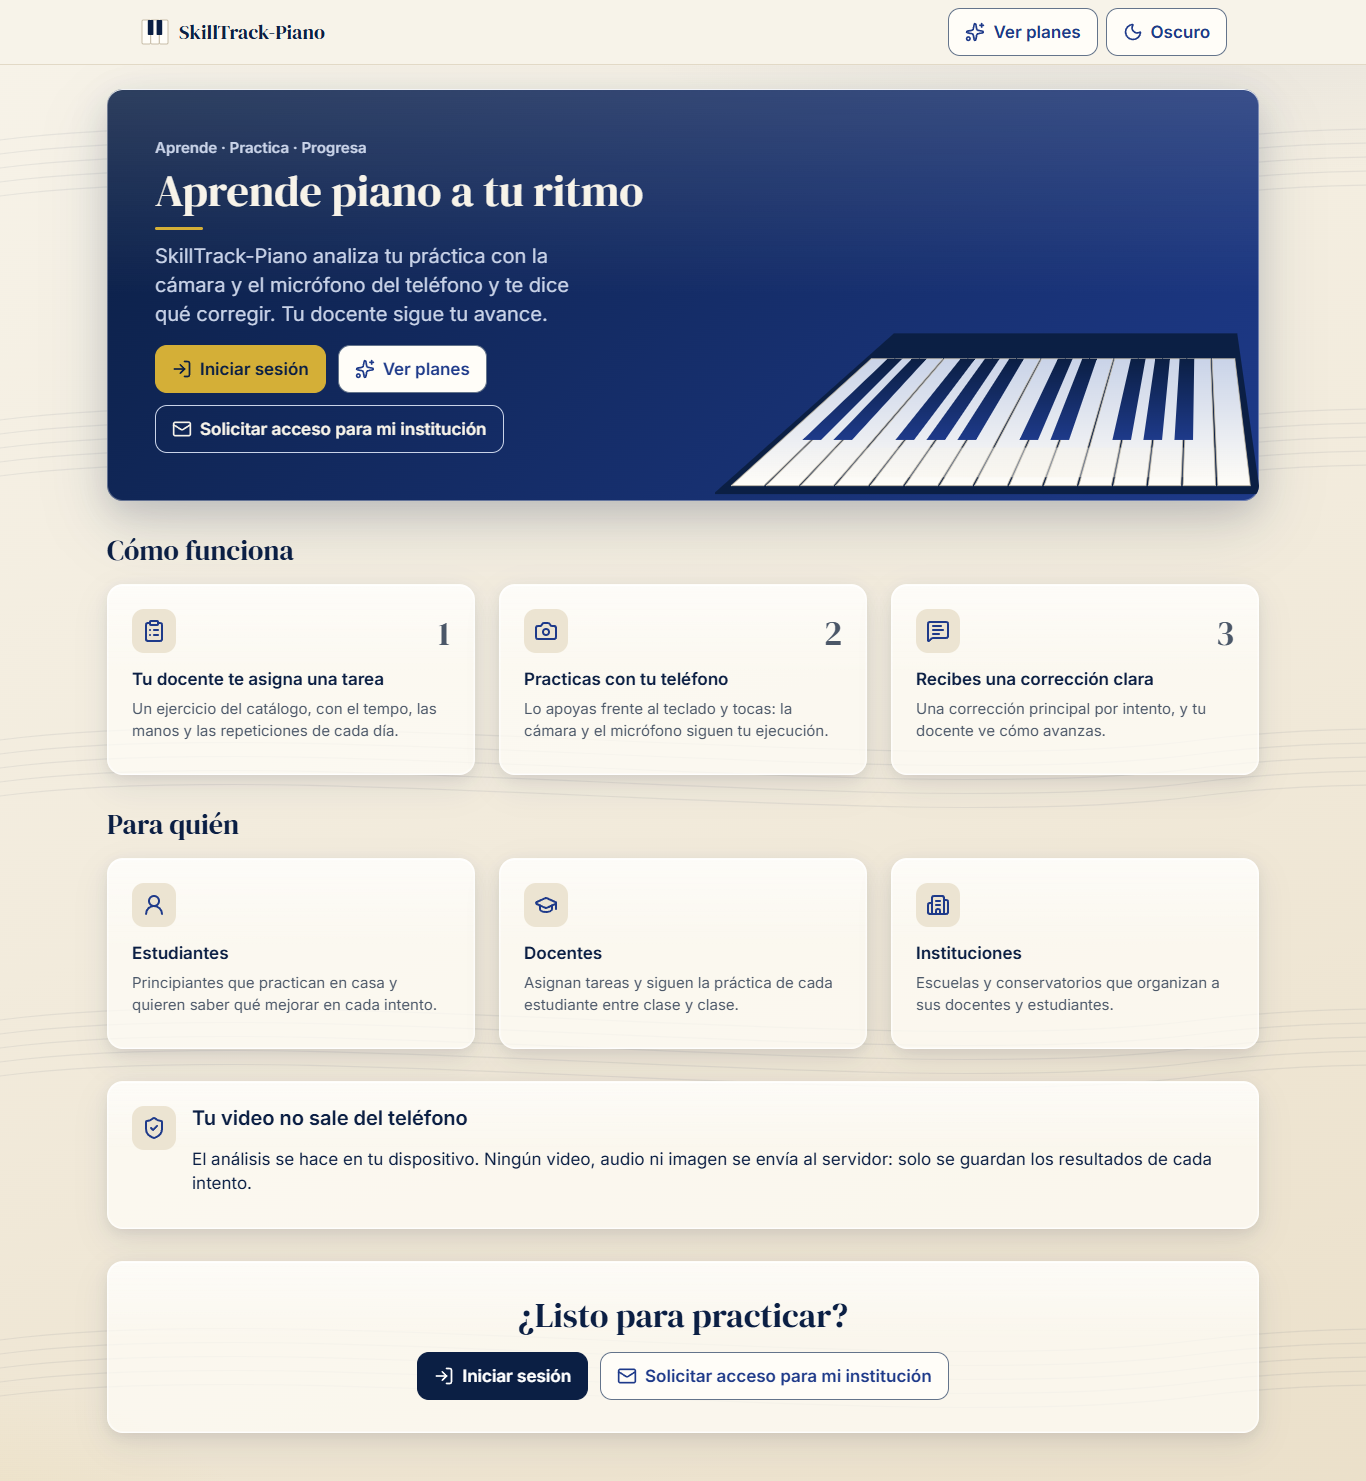 SkillTrack-Piano
Ver planes
Oscuro
Aprende · Practica · Progresa
Aprende piano a tu ritmo
SkillTrack-Piano analiza tu práctica con la
cámara y el micrófono del teléfono y te dice
qué corregir. Tu docente sigue tu avance.
Iniciar sesión
Ver planes
Solicitar acceso para mi institución
Cómo funciona
1
Tu docente te asigna una tarea
Un ejercicio del catálogo, con el tempo, las
manos y las repeticiones de cada día.
2
Practicas con tu teléfono
Lo apoyas frente al teclado y tocas: la
cámara y el micrófono siguen tu ejecución.
3
Recibes una corrección clara
Una corrección principal por intento, y tu
docente ve cómo avanzas.
Para quién
Estudiantes
Principiantes que practican en casa y
quieren saber qué mejorar en cada intento.
Docentes
Asignan tareas y siguen la práctica de cada
estudiante entre clase y clase.
Instituciones
Escuelas y conservatorios que organizan a
sus docentes y estudiantes.
Tu video no sale del teléfono
El análisis se hace en tu dispositivo. Ningún video, audio ni imagen se envía al servidor: solo se guardan los resultados de cada
intento.
¿Listo para practicar?
Iniciar sesión
Solicitar acceso para mi institución